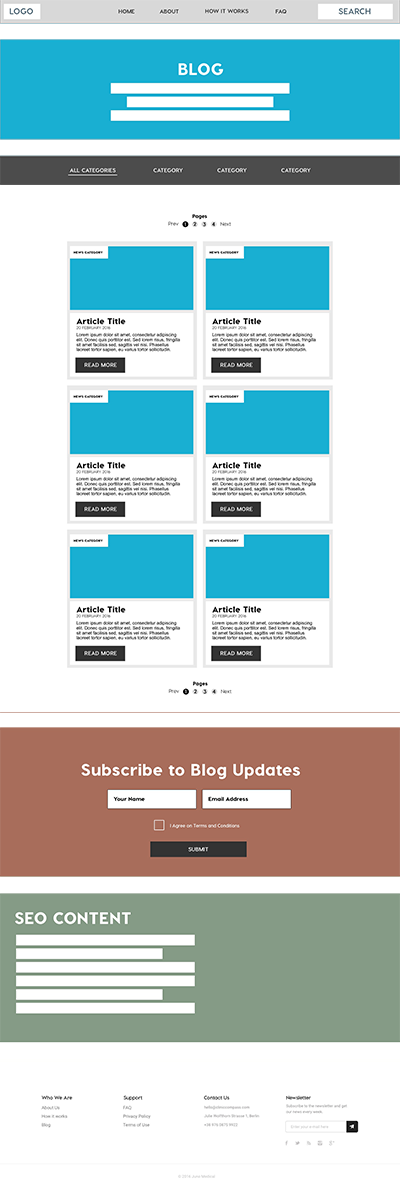 LOGO
HOME ABOUT HOW IT WORKS FAQ
SEARCH
BLOG
ALL CATEGORIES CATEGORY CATEGORY CATEGORY
Pages
Prev 1 2 3 4 Next
NEWS CATEGORY
Article Title
20 FEBRUARY 2016
Lorem ipsum dolor sit amet, consectetur adipiscing
elit. Donec quis porttitor est. Sed lorem risus, fringilla
sit amet facilisis sed, sagittis vel nisi. Phasellus
laoreet tortor sapien, eu varius tortor sollicitudin.
READ MORE
NEWS CATEGORY
Article Title
20 FEBRUARY 2016
Lorem ipsum dolor sit amet, consectetur adipiscing
elit. Donec quis porttitor est. Sed lorem risus, fringilla
sit amet facilisis sed, sagittis vel nisi. Phasellus
laoreet tortor sapien, eu varius tortor sollicitudin.
READ MORE
NEWS CATEGORY
Article Title
20 FEBRUARY 2016
Lorem ipsum dolor sit amet, consectetur adipiscing
elit. Donec quis porttitor est. Sed lorem risus, fringilla
sit amet facilisis sed, sagittis vel nisi. Phasellus
laoreet tortor sapien, eu varius tortor sollicitudin.
READ MORE
NEWS CATEGORY
Article Title
20 FEBRUARY 2016
Lorem ipsum dolor sit amet, consectetur adipiscing
elit. Donec quis porttitor est. Sed lorem risus, fringilla
sit amet facilisis sed, sagittis vel nisi. Phasellus
laoreet tortor sapien, eu varius tortor sollicitudin.
READ MORE
NEWS CATEGORY
Article Title
20 FEBRUARY 2016
Lorem ipsum dolor sit amet, consectetur adipiscing
elit. Donec quis porttitor est. Sed lorem risus, fringilla
sit amet facilisis sed, sagittis vel nisi. Phasellus
laoreet tortor sapien, eu varius tortor sollicitudin.
READ MORE
NEWS CATEGORY
Article Title
20 FEBRUARY 2016
Lorem ipsum dolor sit amet, consectetur adipiscing
elit. Donec quis porttitor est. Sed lorem risus, fringilla
sit amet facilisis sed, sagittis vel nisi. Phasellus
laoreet tortor sapien, eu varius tortor sollicitudin.
READ MORE
Pages
Prev 1 2 3 4 Next
Subscribe to Blog Updates
Your Name
Email Address
I Agree on Terms and Conditions
SUBMIT
SEO CONTENT
Who We Are
About Us
How it works
Blog
Support
FAQ
Privacy Policy
Terms of Use
Contact Us
Newsletter
Subscribe to the newsletter and get
our news every week.
Enter your e-mail here